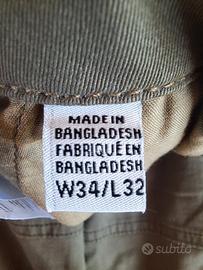 MADE IN
BANGLADESH
FABRIQUÉ EN
BANGLADESH
W34/L32
subito